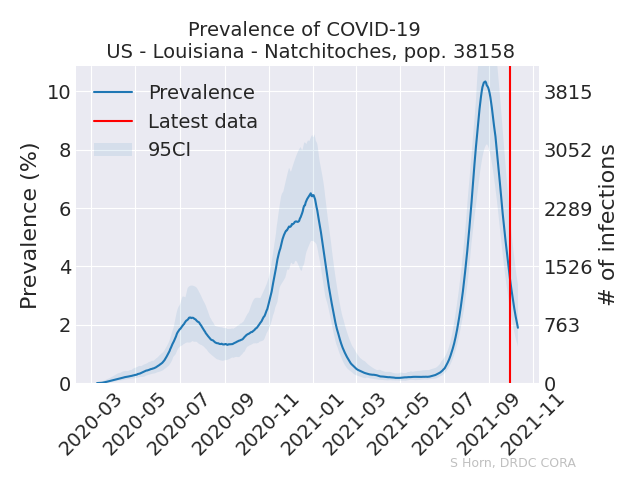 Prevalence of COVID-19
US - Louisiana - Natchitoches, pop. 38158
Prevalence
Latest data
95CI
Prevalence (%)
10
8
6
4
2
0
3815
3052
2289
1526
763
0
# of infections
2020-03
2020-05
2020-07
2020-09
2020-11
2021-01
2021-03
2021-05
2021-07
2021-09
2021-11
S Horn, DRDC CORA